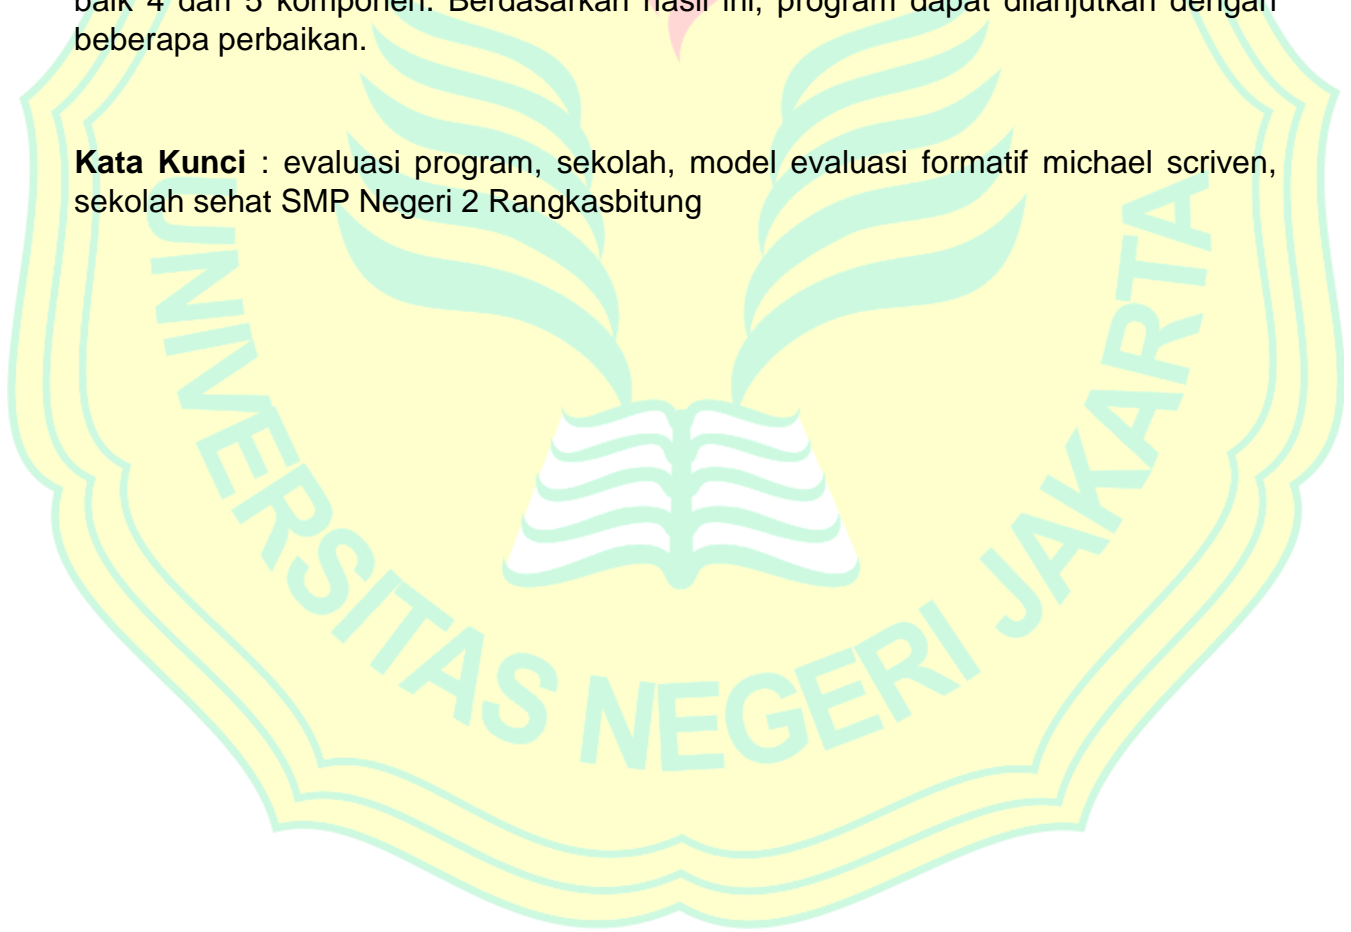 baik 4 dari 5 komponen. Berdasarkan hasil ini, program dapat dilanjutkan dengan
beberapa perbaikan.
Kata Kunci : evaluasi program, sekolah, model evaluasi formatif michael scriven,
sekolah sehat SMP Negeri 2 Rangkasbitung
UNIVERSITAS NEGERI JAKARTA